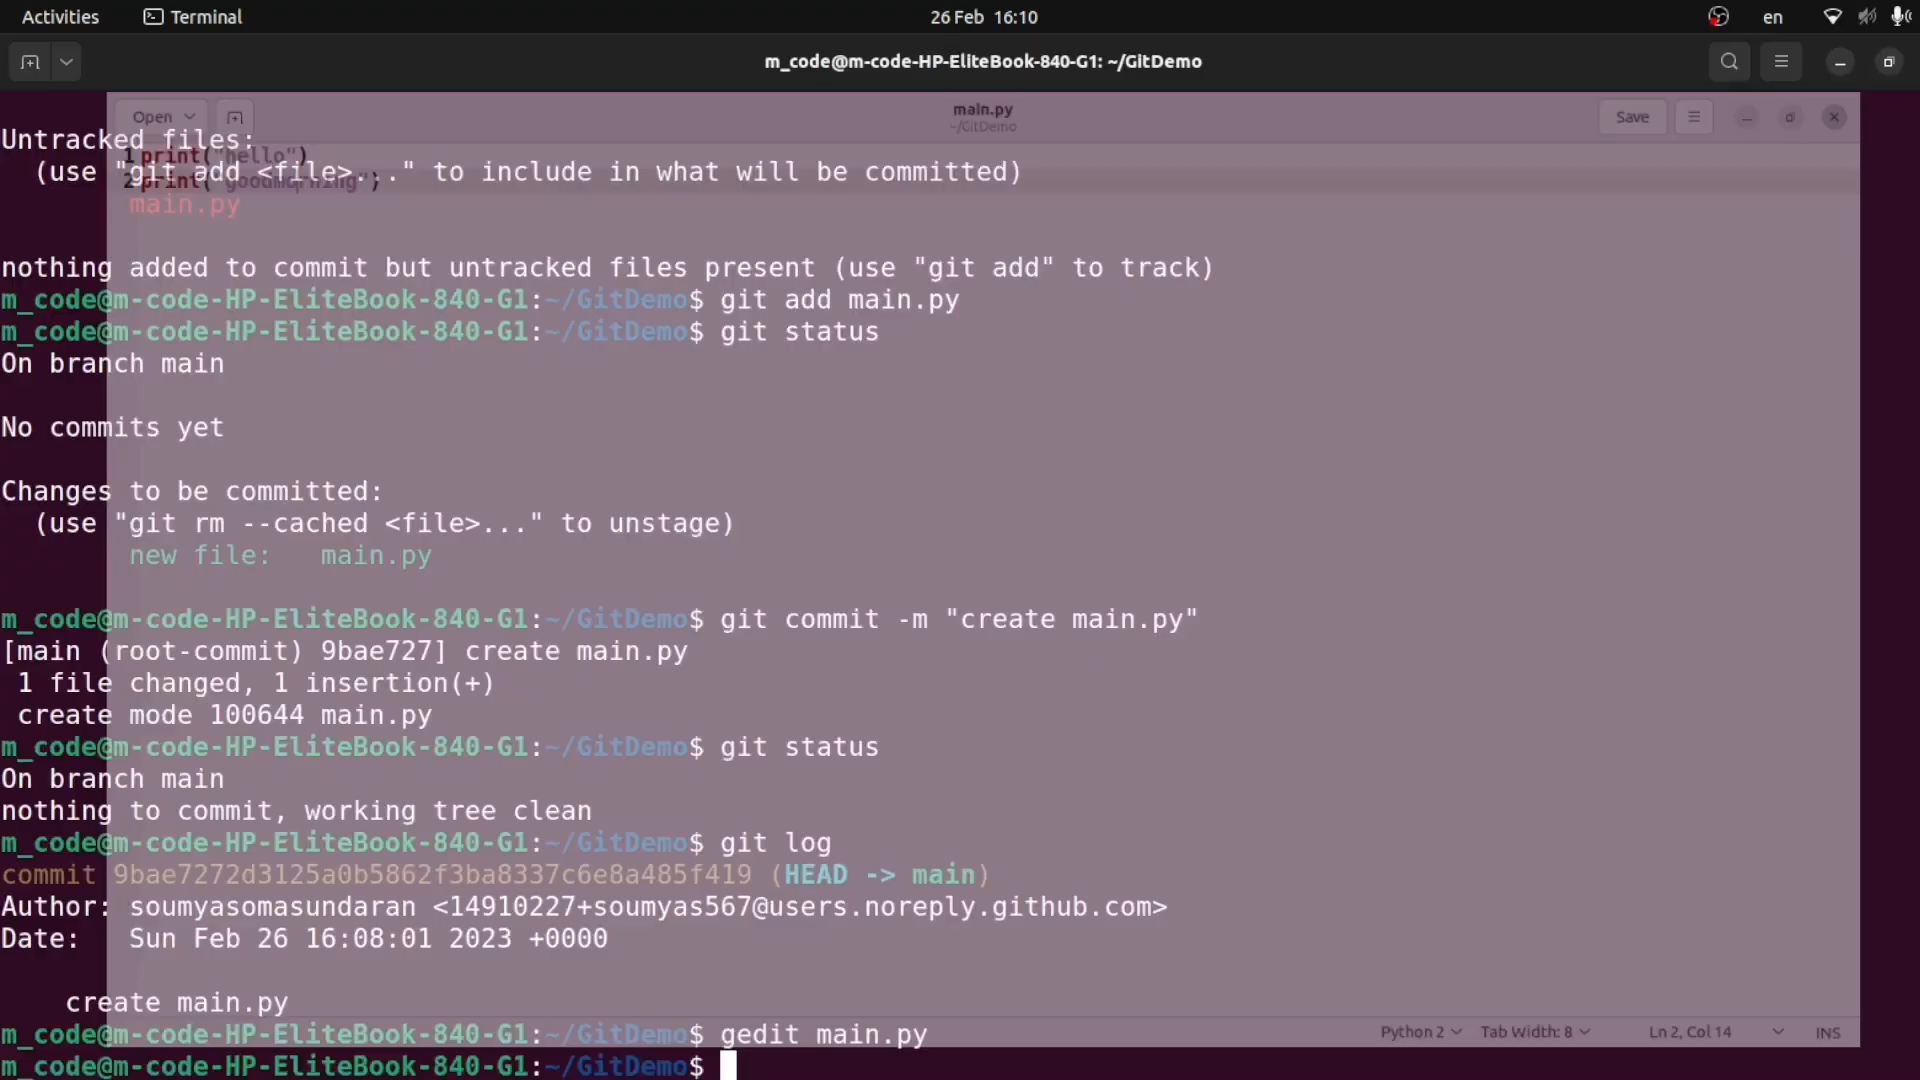 Activities Terminal 26 Feb 16:10 en
m_code@m-code-HP-EliteBook-840-G1: ~/GitDemo
Open main.py Save
~/GitDemo
Untracked files:
1 print("hello")
(use "git add <file>..." to include in what will be committed)
2 print("goodmorning");
main.py
nothing added to commit but untracked files present (use "git add" to track)
m_code@m-code-HP-EliteBook-840-G1:~/GitDemo$ git add main.py
m_code@m-code-HP-EliteBook-840-G1:~/GitDemo$ git status
On branch main
No commits yet
Changes to be committed:
(use "git rm --cached <file>..." to unstage)
new file:   main.py
m_code@m-code-HP-EliteBook-840-G1:~/GitDemo$ git commit -m "create main.py"
[main (root-commit) 9bae727] create main.py
1 file changed, 1 insertion(+)
create mode 100644 main.py
m_code@m-code-HP-EliteBook-840-G1:~/GitDemo$ git status
On branch main
nothing to commit, working tree clean
m_code@m-code-HP-EliteBook-840-G1:~/GitDemo$ git log
commit 9bae7272d3125a0b5862f3ba8337c6e8a485f419 (HEAD -> main)
Author: soumyasomasundaran <14910227+soumyas567@users.noreply.github.com>
Date:   Sun Feb 26 16:08:01 2023 +0000
create main.py
m_code@m-code-HP-EliteBook-840-G1:~/GitDemo$ gedit main.py
Python 2 Tab Width: 8 Ln 2, Col 14 INS
m_code@m-code-HP-EliteBook-840-G1:~/GitDemo$